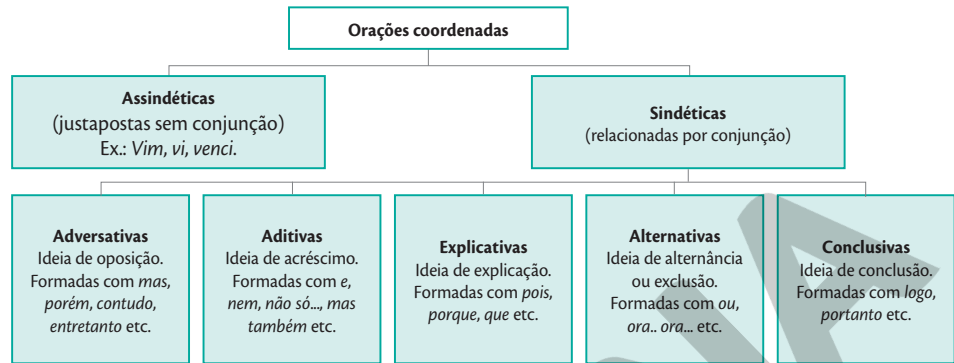 Orações coordenadas
Assindéticas
(justapostas sem conjunção)
Ex.: Vim, vi, venci.
Sindéticas
(relacionadas por conjunção)
Adversativas
Ideia de oposição.
Formadas com mas,
porém, contudo,
entretanto etc.
Aditivas
Ideia de acréscimo.
Formadas com e,
nem, não só..., mas
também etc.
Explicativas
Ideia de explicação.
Formadas com pois,
porque, que etc.
Alternativas
Ideia de alternância
ou exclusão.
Formadas com ou,
ora.. ora... etc.
Conclusivas
Ideia de conclusão.
Formadas com logo,
portanto etc.